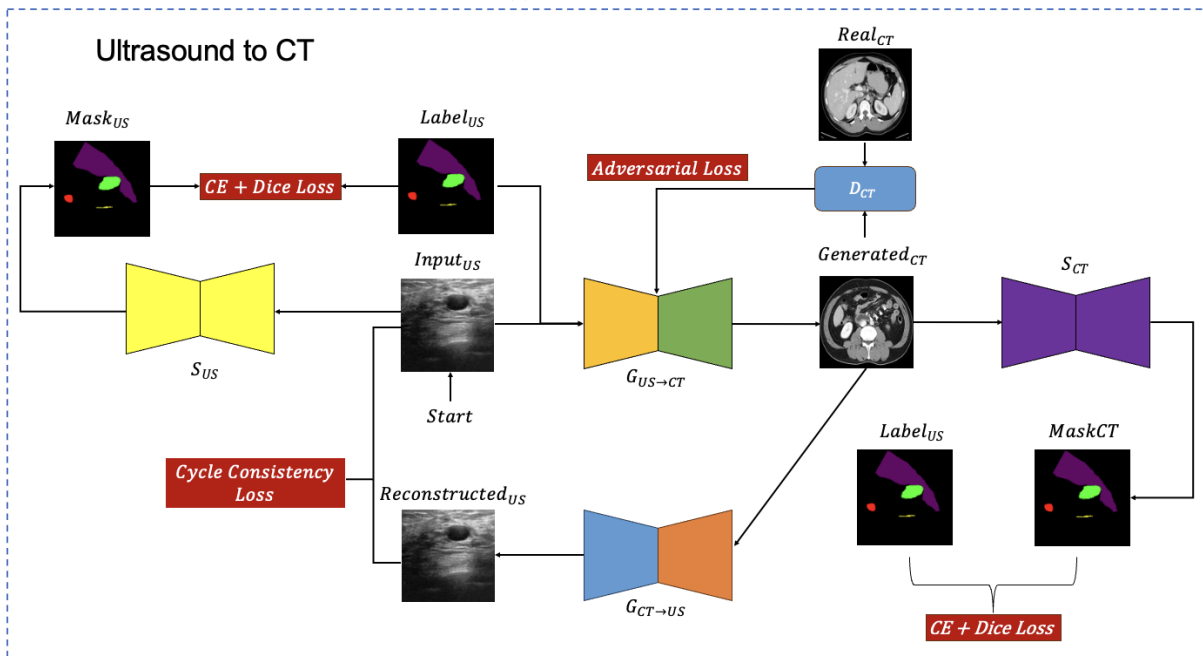 Ultrasound to CT
Real_CT
Mask_US
Label_US
CE + Dice Loss
Adversarial Loss
D_CT
Input_US
Generated_CT
S_CT
S_US
G_US→CT
Start
Label_US
MaskCT
Cycle Consistency
Loss
Reconstructed_US
G_CT→US
CE + Dice Loss